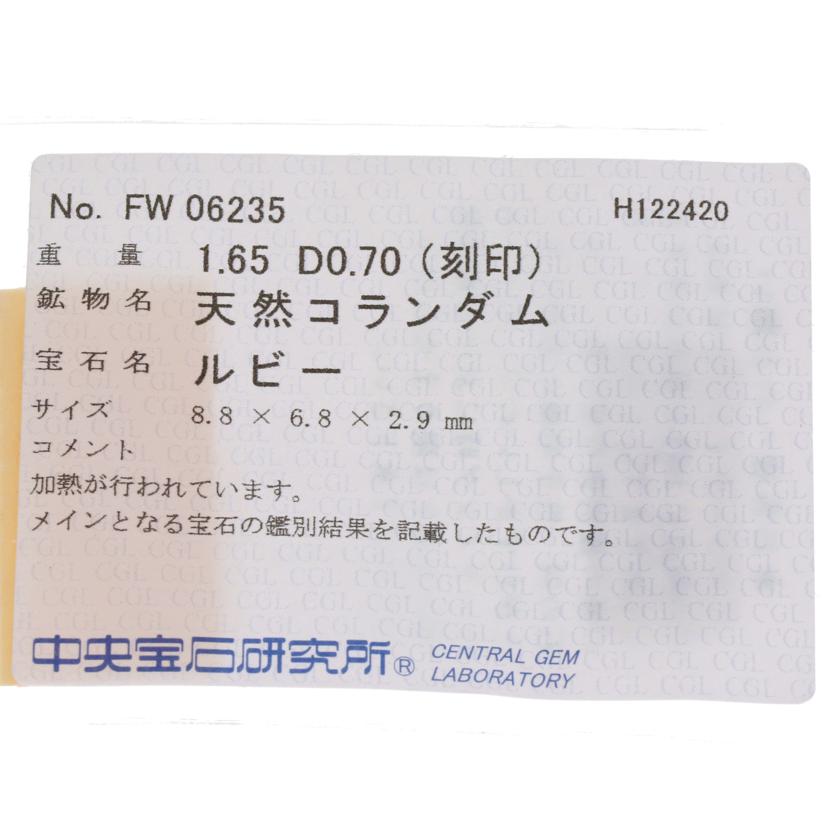 No. FW 06235 H122420
重量 1.65 D0.70(刻印)
鉱物名 天然コランダム
宝石名 ルビー
サイズ 8.8 × 6.8 × 2.9 mm
コメント
加熱が行われています。
メインとなる宝石の鑑別結果を記載したものです。
中央宝石研究所® CENTRAL GEM
LABORATORY